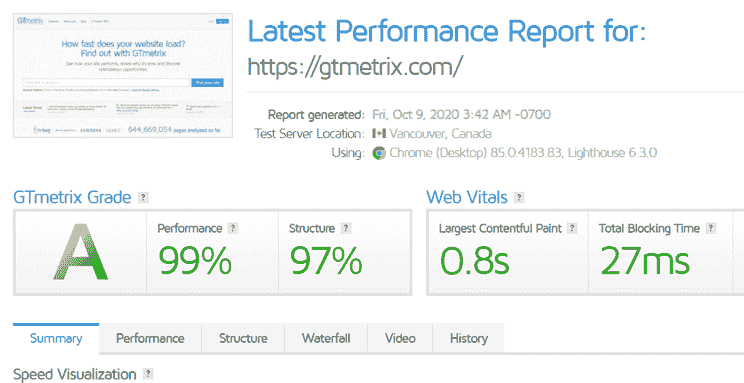 GTmetrix
How fast does your website load?
Find out with GTmetrix
644,669,054 pages analyzed so far
Latest Performance Report for:
https://gtmetrix.com/
Report generated: Fri, Oct 9, 2020 3:42 AM -0700
Test Server Location: Vancouver, Canada
Using: Chrome (Desktop) 85.0.4183.83, Lighthouse 6.3.0
GTmetrix Grade ?
Web Vitals ?
A
Performance ?
99%
Structure ?
97%
Largest Contentful Paint ?
0.8s
Total Blocking Time ?
27ms
Summary Performance Structure Waterfall Video History
Speed Visualization ?